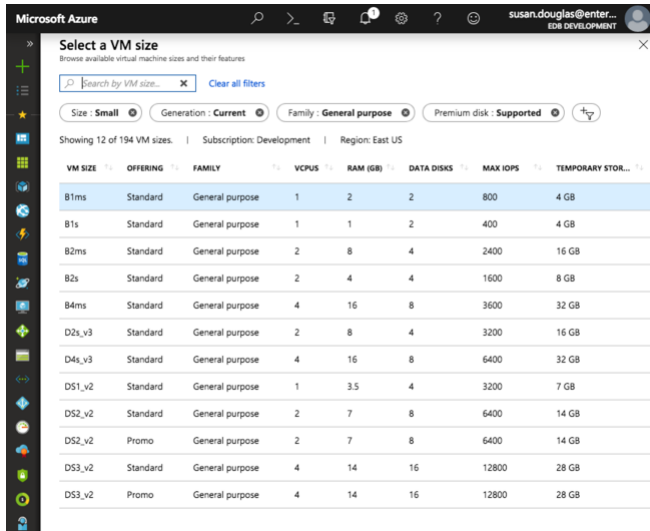 Microsoft Azure
susan.douglas@enter...
EDB DEVELOPMENT
1
Select a VM size
Browse available virtual machine sizes and their features
Search by VM size...
Clear all filters
Size : Small
Generation : Current
Family : General purpose
Premium disk : Supported
Showing 12 of 194 VM sizes. | Subscription: Development | Region: East US
VM SIZE OFFERING FAMILY VCPUS RAM (GB) DATA DISKS MAX IOPS TEMPORARY STOR...
B1ms Standard General purpose 1 2 2 800 4 GB
B1s Standard General purpose 1 1 2 400 4 GB
B2ms Standard General purpose 2 8 4 2400 16 GB
B2s Standard General purpose 2 4 4 1600 8 GB
B4ms Standard General purpose 4 16 8 3600 32 GB
D2s_v3 Standard General purpose 2 8 4 3200 16 GB
D4s_v3 Standard General purpose 4 16 8 6400 32 GB
DS1_v2 Standard General purpose 1 3.5 4 3200 7 GB
DS2_v2 Standard General purpose 2 7 8 6400 14 GB
DS2_v2 Promo General purpose 2 7 8 6400 14 GB
DS3_v2 Standard General purpose 4 14 16 12800 28 GB
DS3_v2 Promo General purpose 4 14 16 12800 28 GB